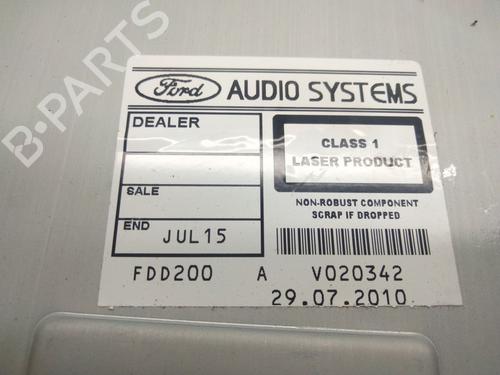 B-PARTS
Ford AUDIO SYSTEMS
DEALER
SALE
END JUL15
CLASS 1
LASER PRODUCT
NON-ROBUST COMPONENT
SCRAP IF DROPPED
FDD200 A V020342
29.07.2010